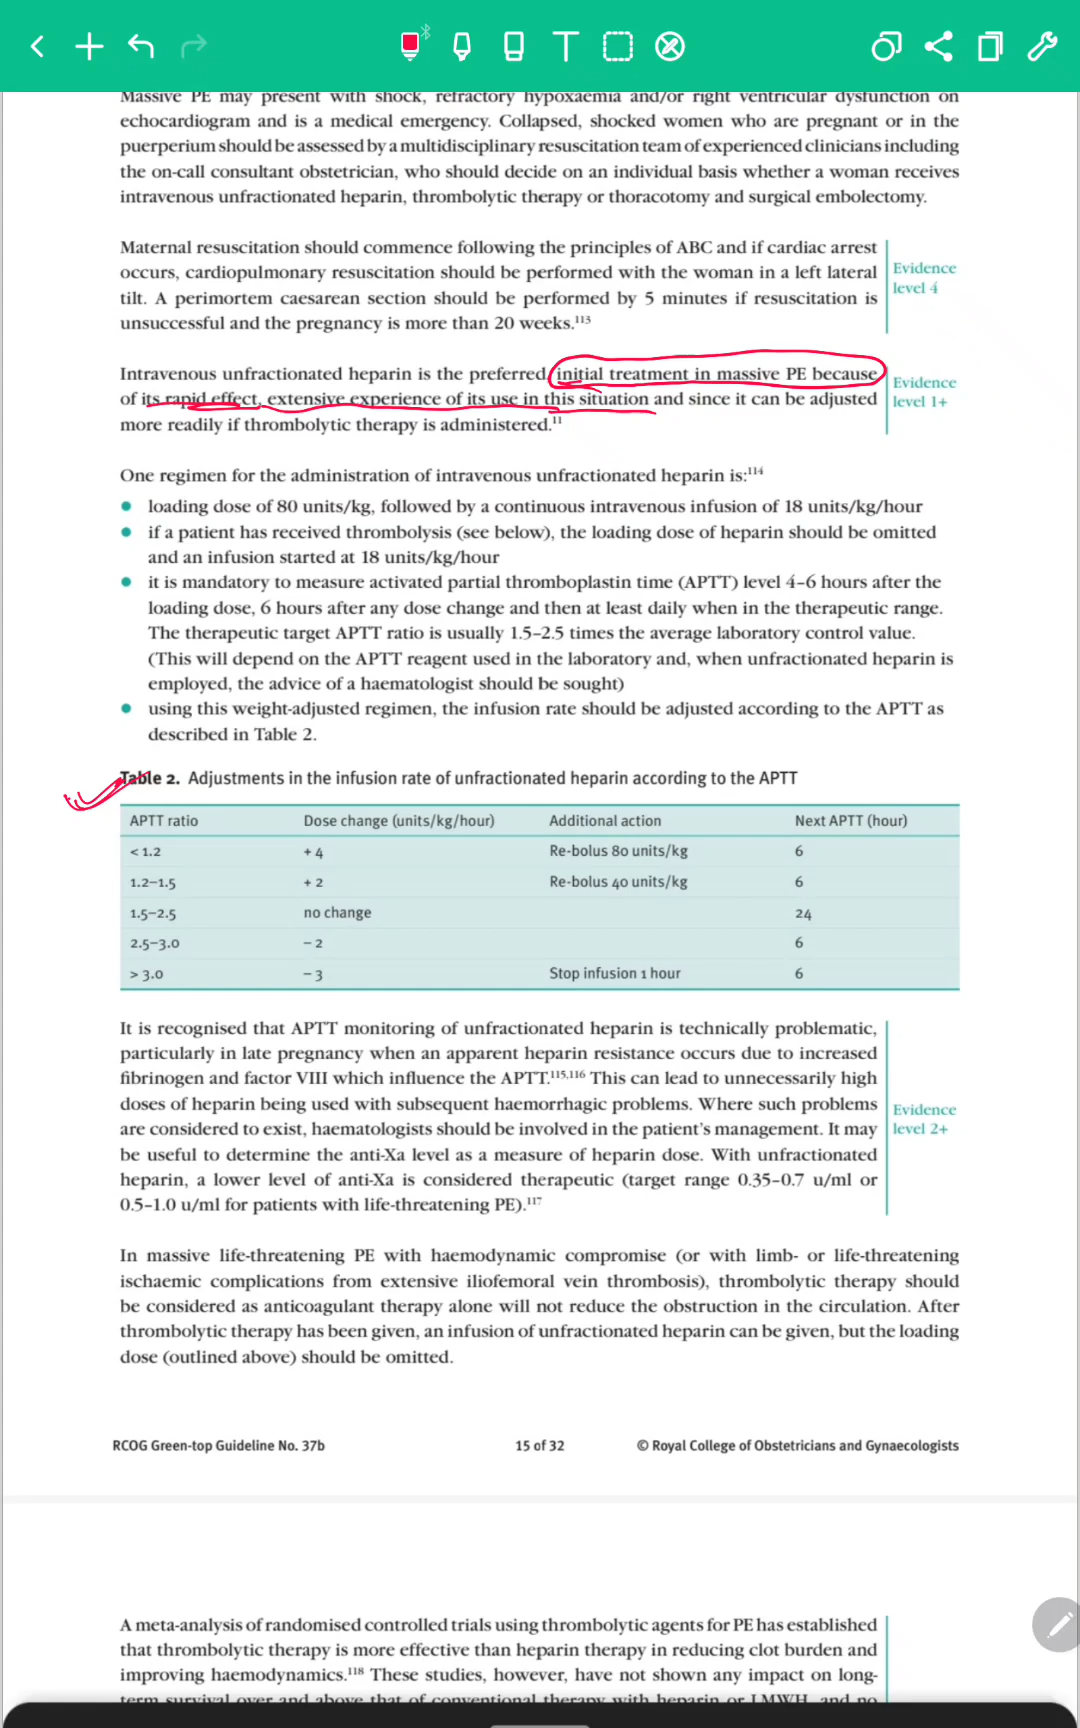 Massive PE may present with shock, refractory hypoxaemia and/or right ventricular dysfunction on
echocardiogram and is a medical emergency. Collapsed, shocked women who are pregnant or in the
puerperium should be assessed by a multidisciplinary resuscitation team of experienced clinicians including
the on-call consultant obstetrician, who should decide on an individual basis whether a woman receives
intravenous unfractionated heparin, thrombolytic therapy or thoracotomy and surgical embolectomy.
Maternal resuscitation should commence following the principles of ABC and if cardiac arrest
occurs, cardiopulmonary resuscitation should be performed with the woman in a left lateral
tilt. A perimortem caesarean section should be performed by 5 minutes if resuscitation is
unsuccessful and the pregnancy is more than 20 weeks.113
Evidence
level 4
Intravenous unfractionated heparin is the preferred initial treatment in massive PE because
of its rapid effect, extensive experience of its use in this situation and since it can be adjusted
more readily if thrombolytic therapy is administered.11
Evidence
level 1+
One regimen for the administration of intravenous unfractionated heparin is:114
• loading dose of 80 units/kg, followed by a continuous intravenous infusion of 18 units/kg/hour
• if a patient has received thrombolysis (see below), the loading dose of heparin should be omitted
and an infusion started at 18 units/kg/hour
• it is mandatory to measure activated partial thromboplastin time (APTT) level 4–6 hours after the
loading dose, 6 hours after any dose change and then at least daily when in the therapeutic range.
The therapeutic target APTT ratio is usually 1.5–2.5 times the average laboratory control value.
(This will depend on the APTT reagent used in the laboratory and, when unfractionated heparin is
employed, the advice of a haematologist should be sought)
• using this weight-adjusted regimen, the infusion rate should be adjusted according to the APTT as
described in Table 2.
Table 2. Adjustments in the infusion rate of unfractionated heparin according to the APTT
APTT ratio Dose change (units/kg/hour) Additional action Next APTT (hour)
< 1.2 + 4 Re-bolus 80 units/kg 6
1.2–1.5 + 2 Re-bolus 40 units/kg 6
1.5–2.5 no change 24
2.5–3.0 – 2 6
> 3.0 – 3 Stop infusion 1 hour 6
It is recognised that APTT monitoring of unfractionated heparin is technically problematic,
particularly in late pregnancy when an apparent heparin resistance occurs due to increased
fibrinogen and factor VIII which influence the APTT.115,116 This can lead to unnecessarily high
doses of heparin being used with subsequent haemorrhagic problems. Where such problems
are considered to exist, haematologists should be involved in the patient's management. It may
be useful to determine the anti-Xa level as a measure of heparin dose. With unfractionated
heparin, a lower level of anti-Xa is considered therapeutic (target range 0.35–0.7 u/ml or
0.5–1.0 u/ml for patients with life-threatening PE).117
Evidence
level 2+
In massive life-threatening PE with haemodynamic compromise (or with limb- or life-threatening
ischaemic complications from extensive iliofemoral vein thrombosis), thrombolytic therapy should
be considered as anticoagulant therapy alone will not reduce the obstruction in the circulation. After
thrombolytic therapy has been given, an infusion of unfractionated heparin can be given, but the loading
dose (outlined above) should be omitted.
RCOG Green-top Guideline No. 37b 15 of 32 © Royal College of Obstetricians and Gynaecologists
A meta-analysis of randomised controlled trials using thrombolytic agents for PE has established
that thrombolytic therapy is more effective than heparin therapy in reducing clot burden and
improving haemodynamics.118 These studies, however, have not shown any impact on long-
term survival over and above that of conventional therapy with heparin or LMWH, and no